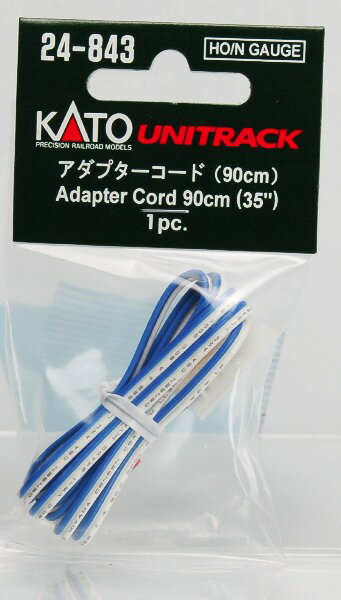 24-843
HO/N GAUGE
KATO UNITRACK
PRECISION RAILROAD MODELS
アダプターコード（90cm）
Adapter Cord 90cm (35")
1pc.